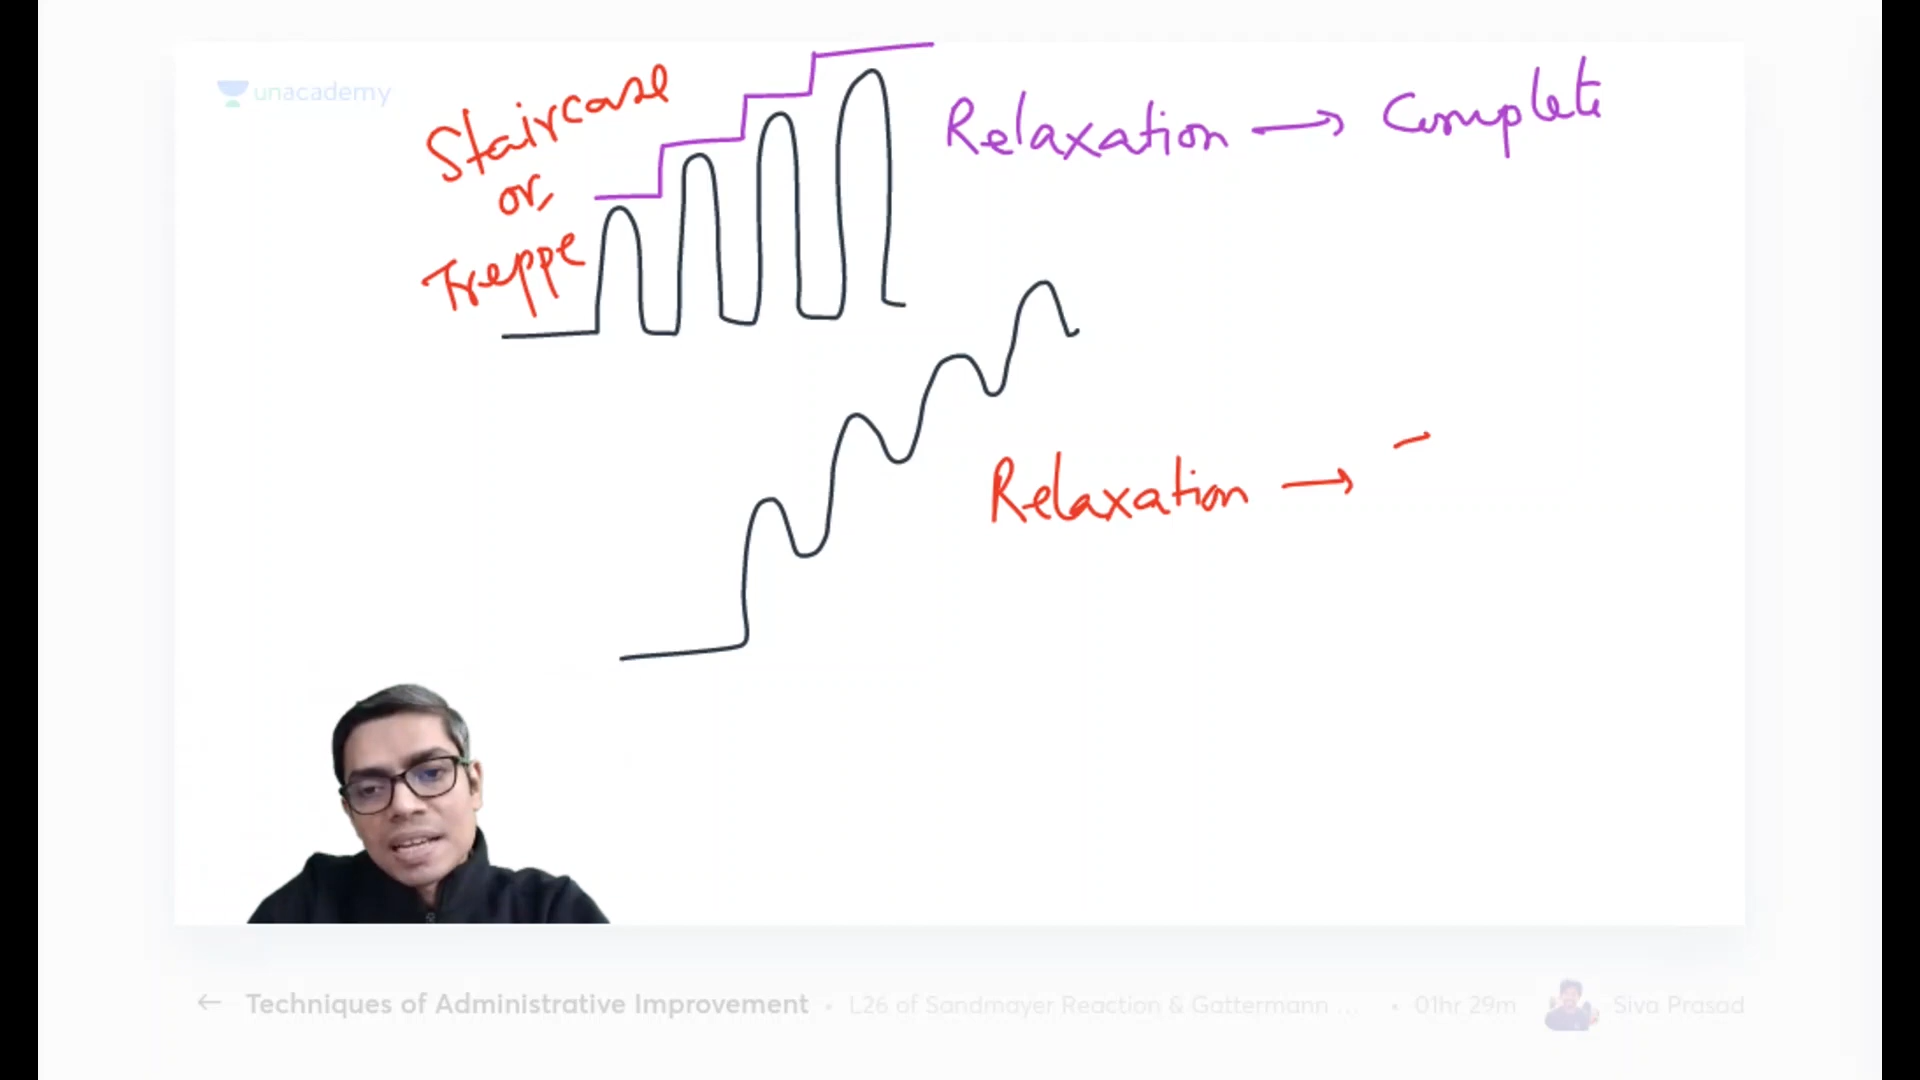 unacademy
Staircase
or,
Treppe
Relaxation → Complete
Relaxation →
← Techniques of Administrative Improvement • L26 of Sandmayer Reaction & Gattermann ... • 01hr 29m Siva Prasad